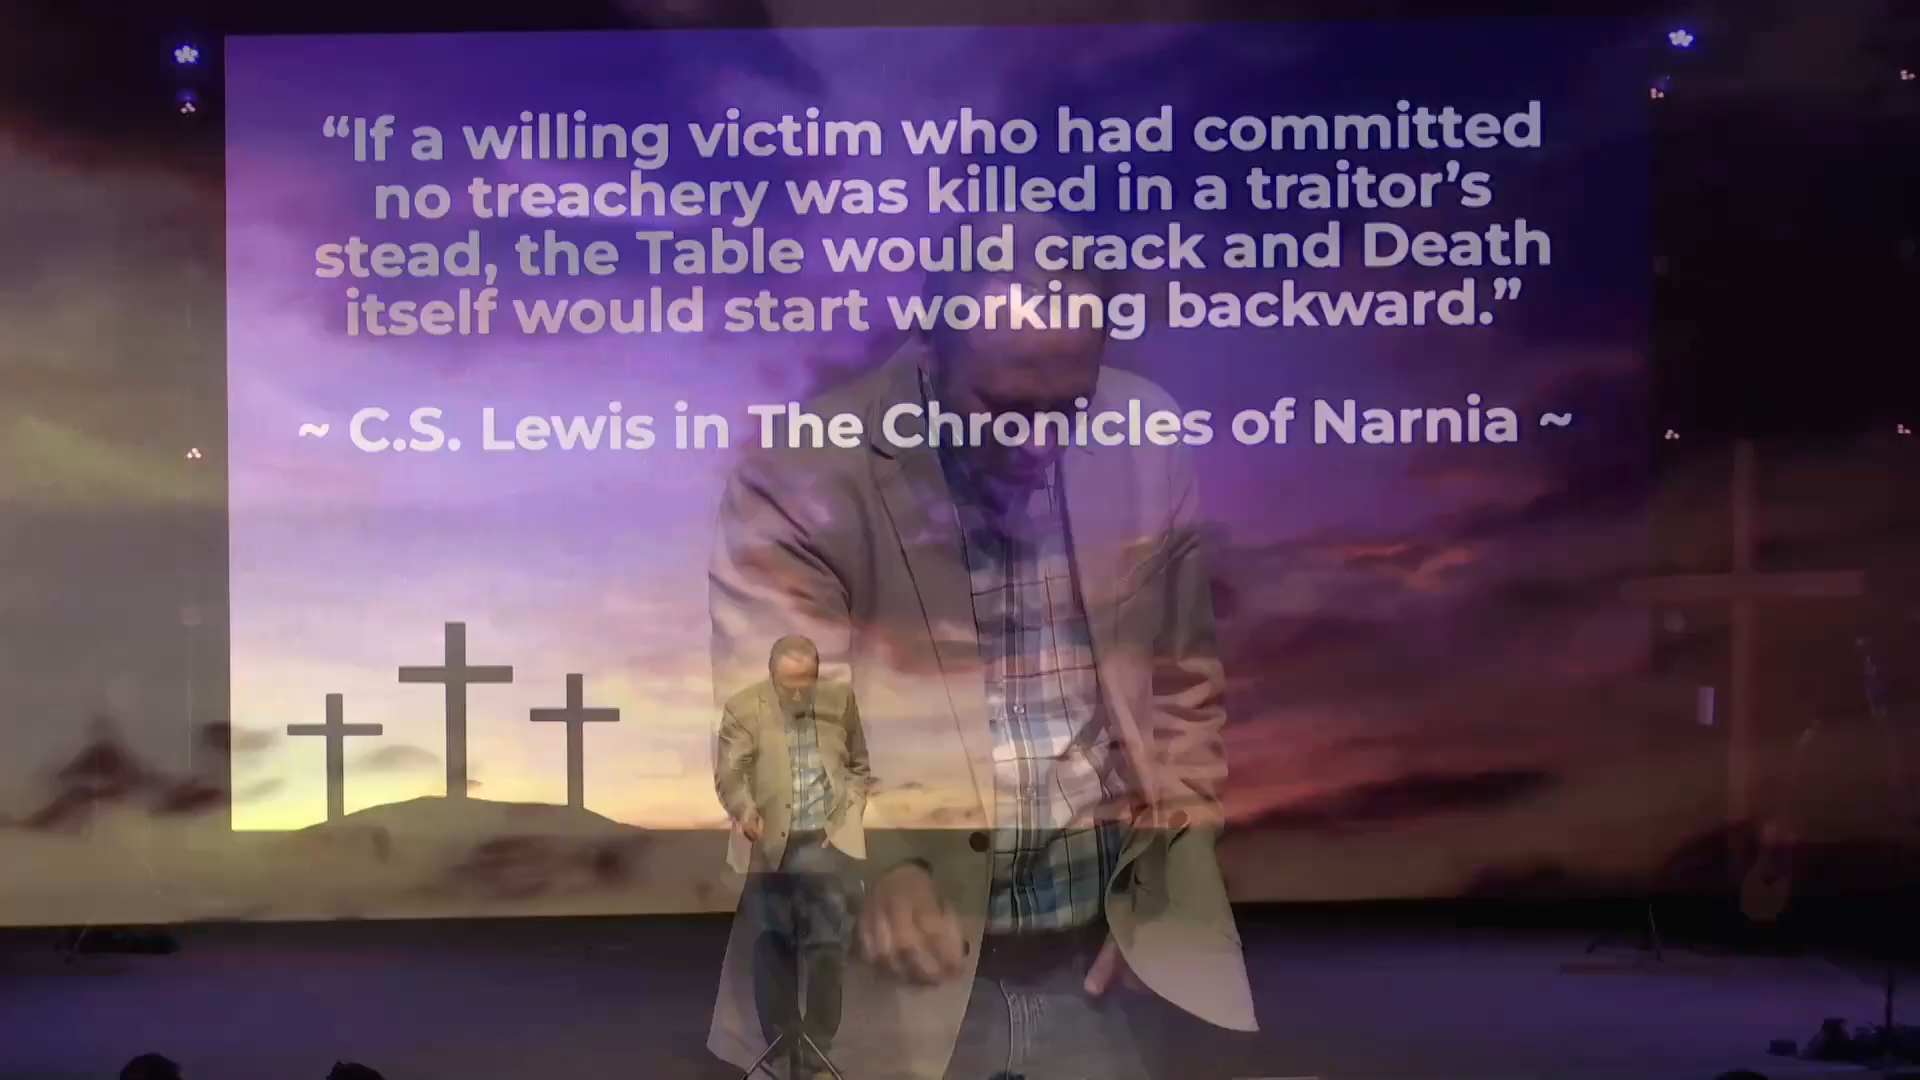 “If a willing victim who had committed
no treachery was killed in a traitor’s
stead, the Table would crack and Death
itself would start working backward.”
~ C.S. Lewis in The Chronicles of Narnia ~